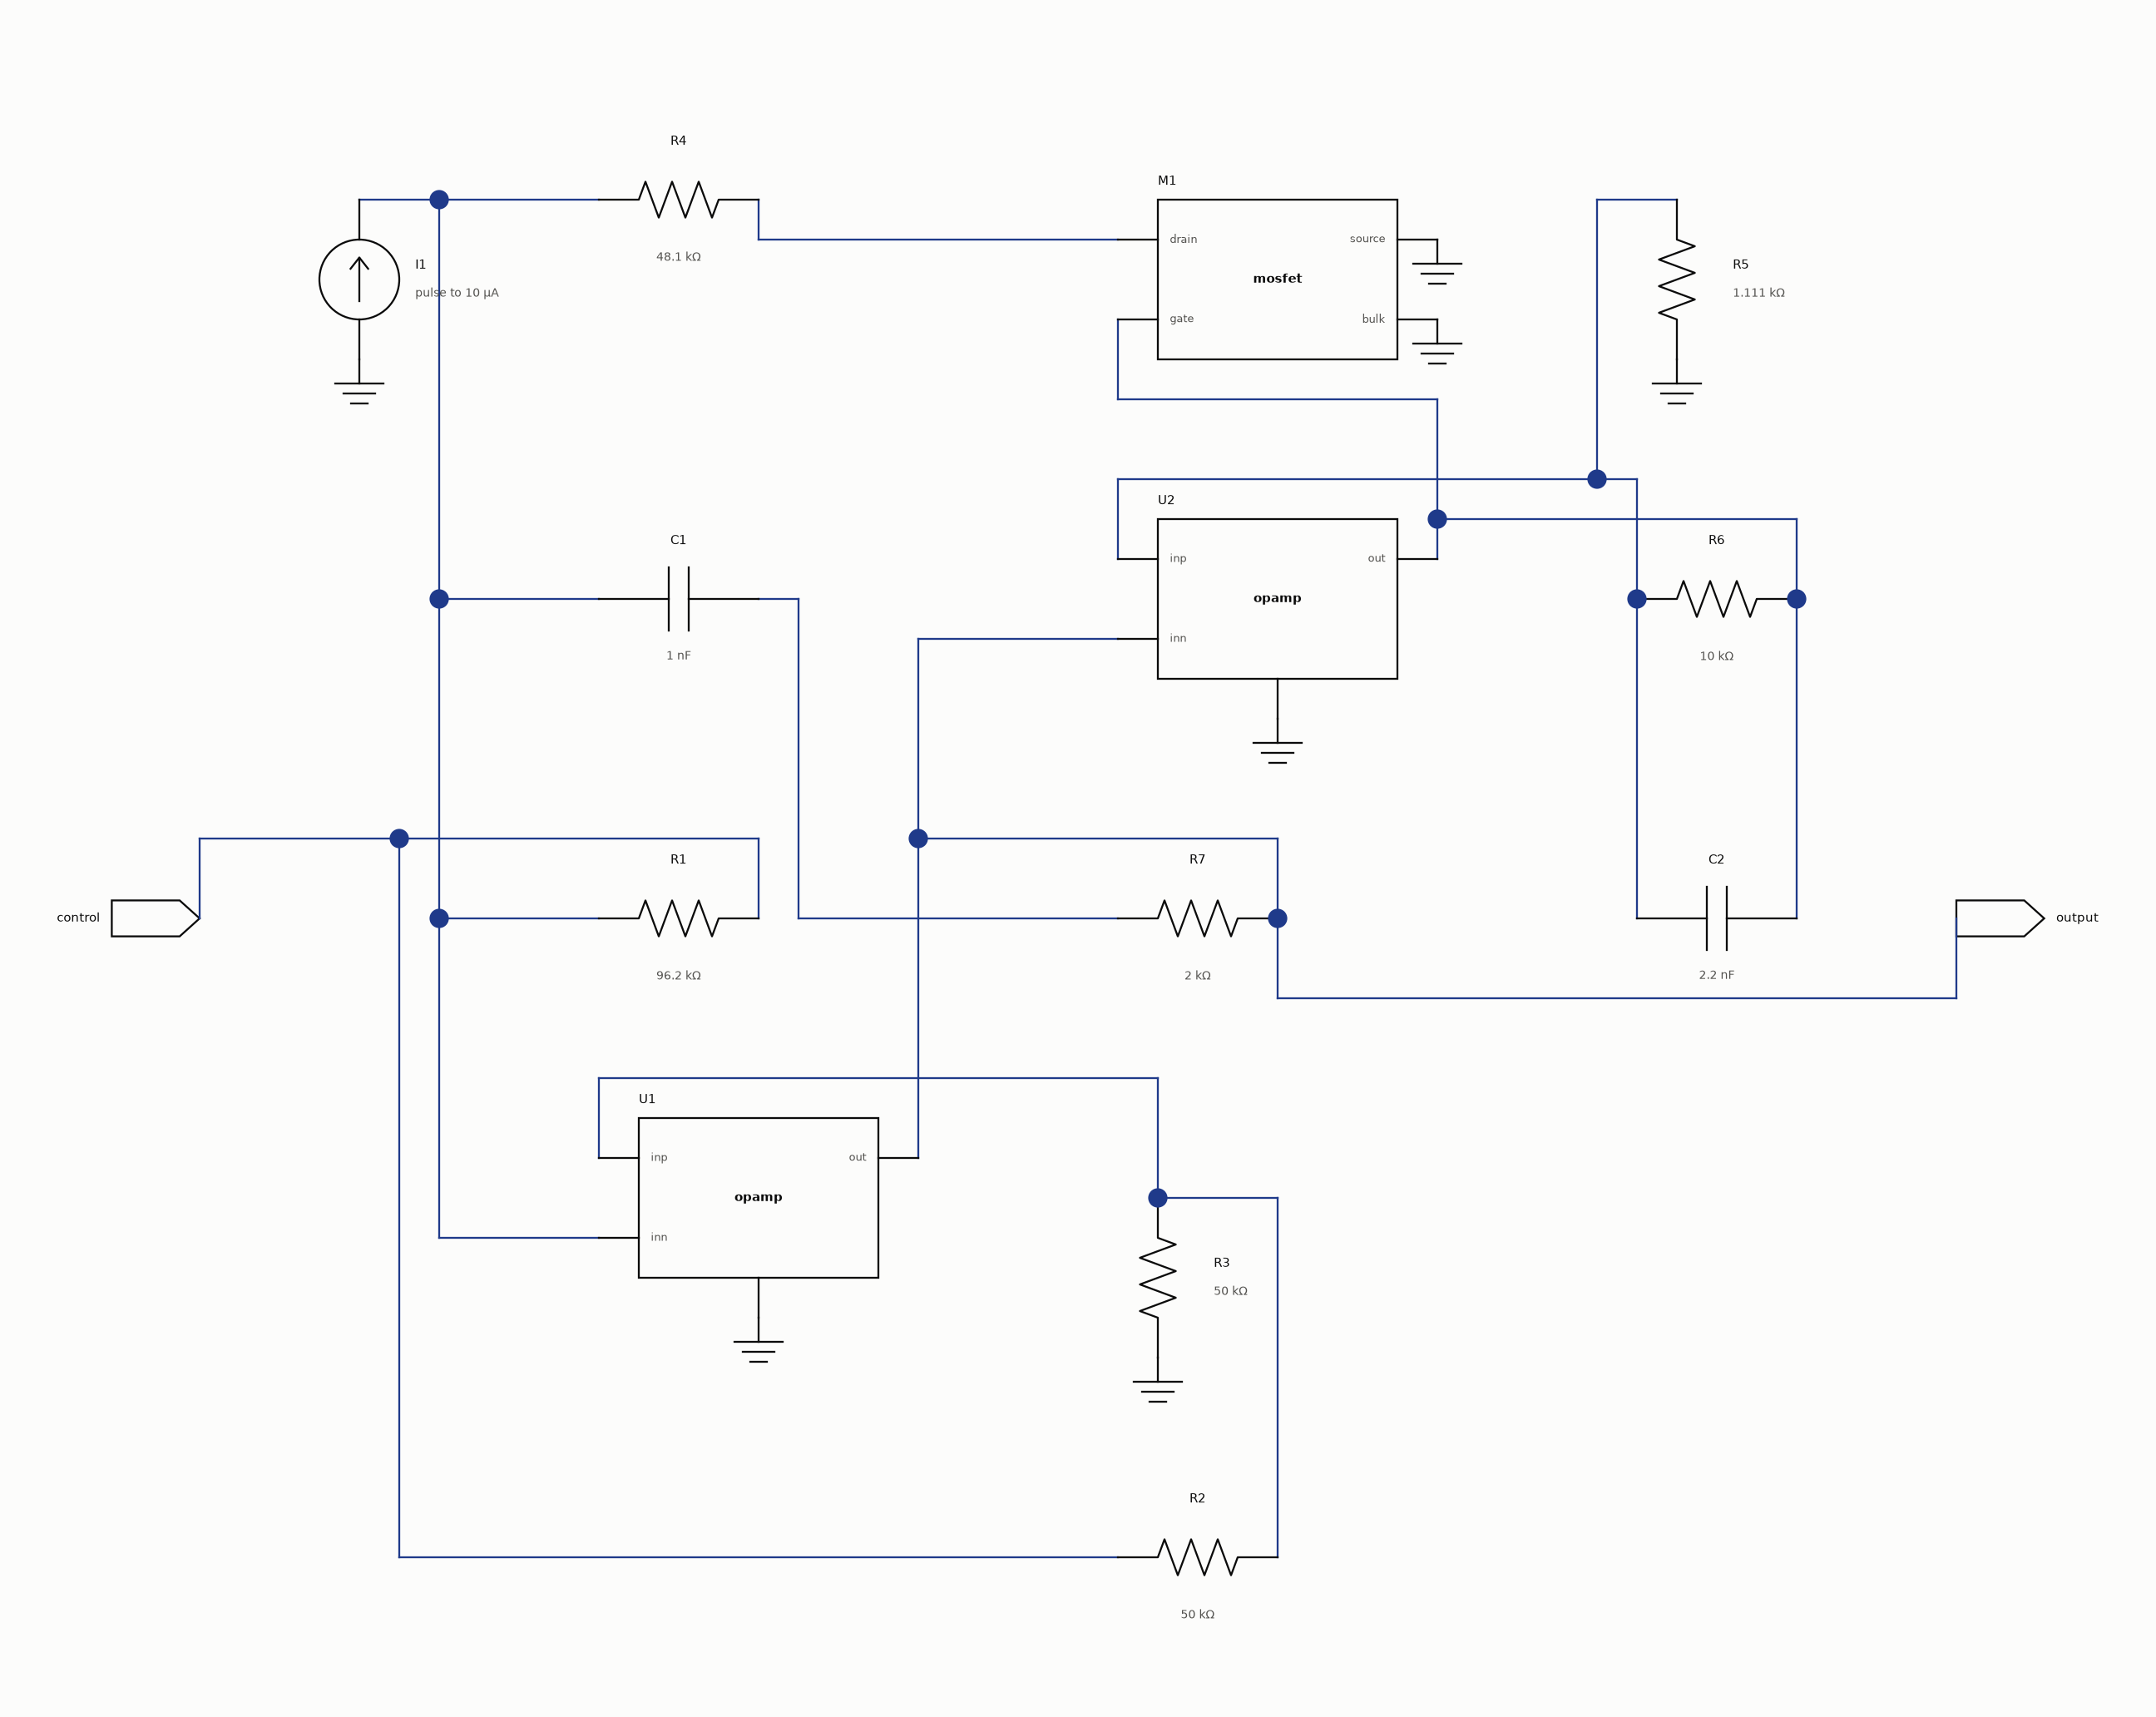 R4
48.1 kΩ
I1
pulse to 10 µA
M1
drain
source
mosfet
gate
bulk
R5
1.111 kΩ
C1
1 nF
U2
inp
out
opamp
inn
R6
10 kΩ
control
R1
96.2 kΩ
R7
2 kΩ
C2
2.2 nF
output
U1
inp
out
opamp
inn
R3
50 kΩ
R2
50 kΩ